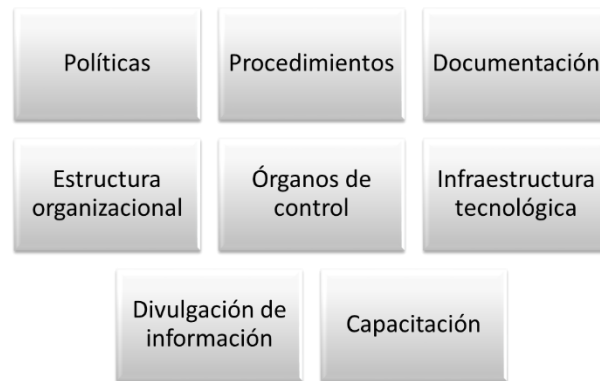 Políticas
Procedimientos
Documentación
Estructura
organizacional
Órganos de
control
Infraestructura
tecnológica
Divulgación de
información
Capacitación